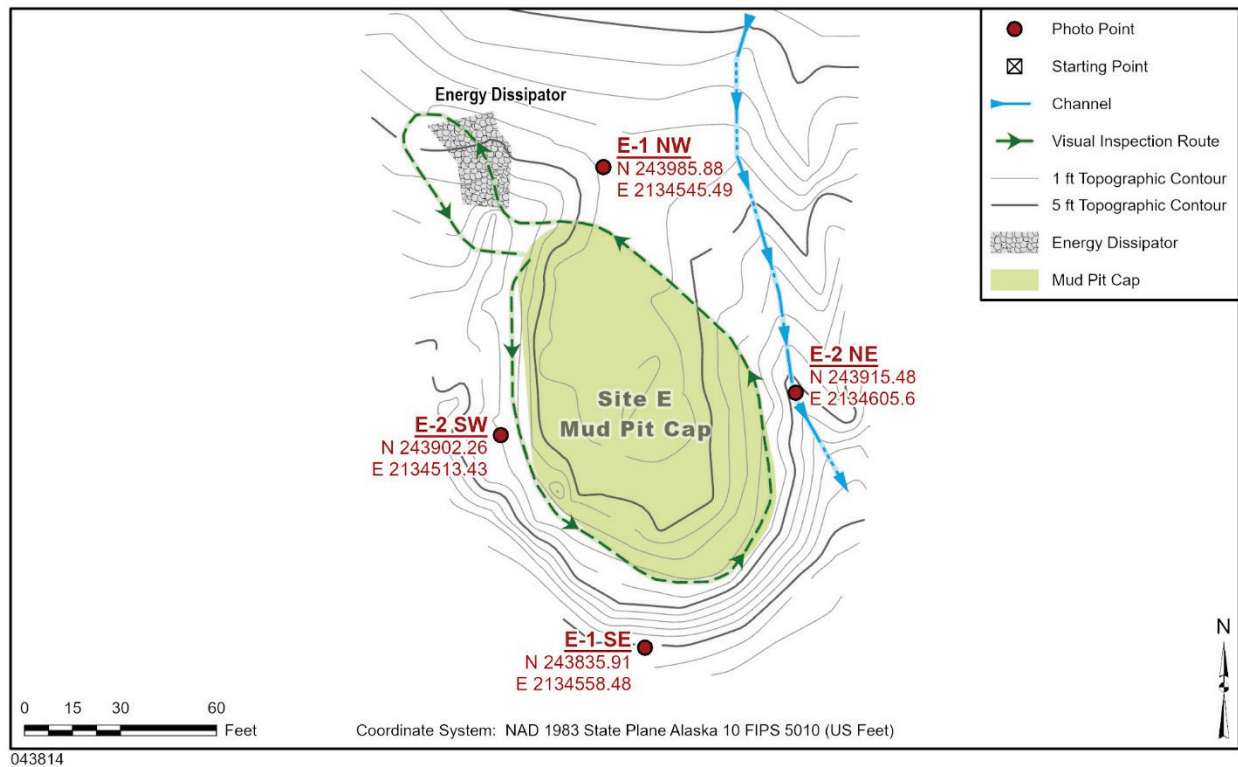 Energy Dissipator
E-1 NW
N 243985.88
E 2134545.49
E-2 NE
N 243915.48
E 2134605.6
Site E
Mud Pit Cap
E-2 SW
N 243902.26
E 2134513.43
E-1 SE
N 243835.91
E 2134558.48
Photo Point
Starting Point
Channel
Visual Inspection Route
1 ft Topographic Contour
5 ft Topographic Contour
Energy Dissipator
Mud Pit Cap
N
0 15 30 60
Feet
Coordinate System: NAD 1983 State Plane Alaska 10 FIPS 5010 (US Feet)
043814